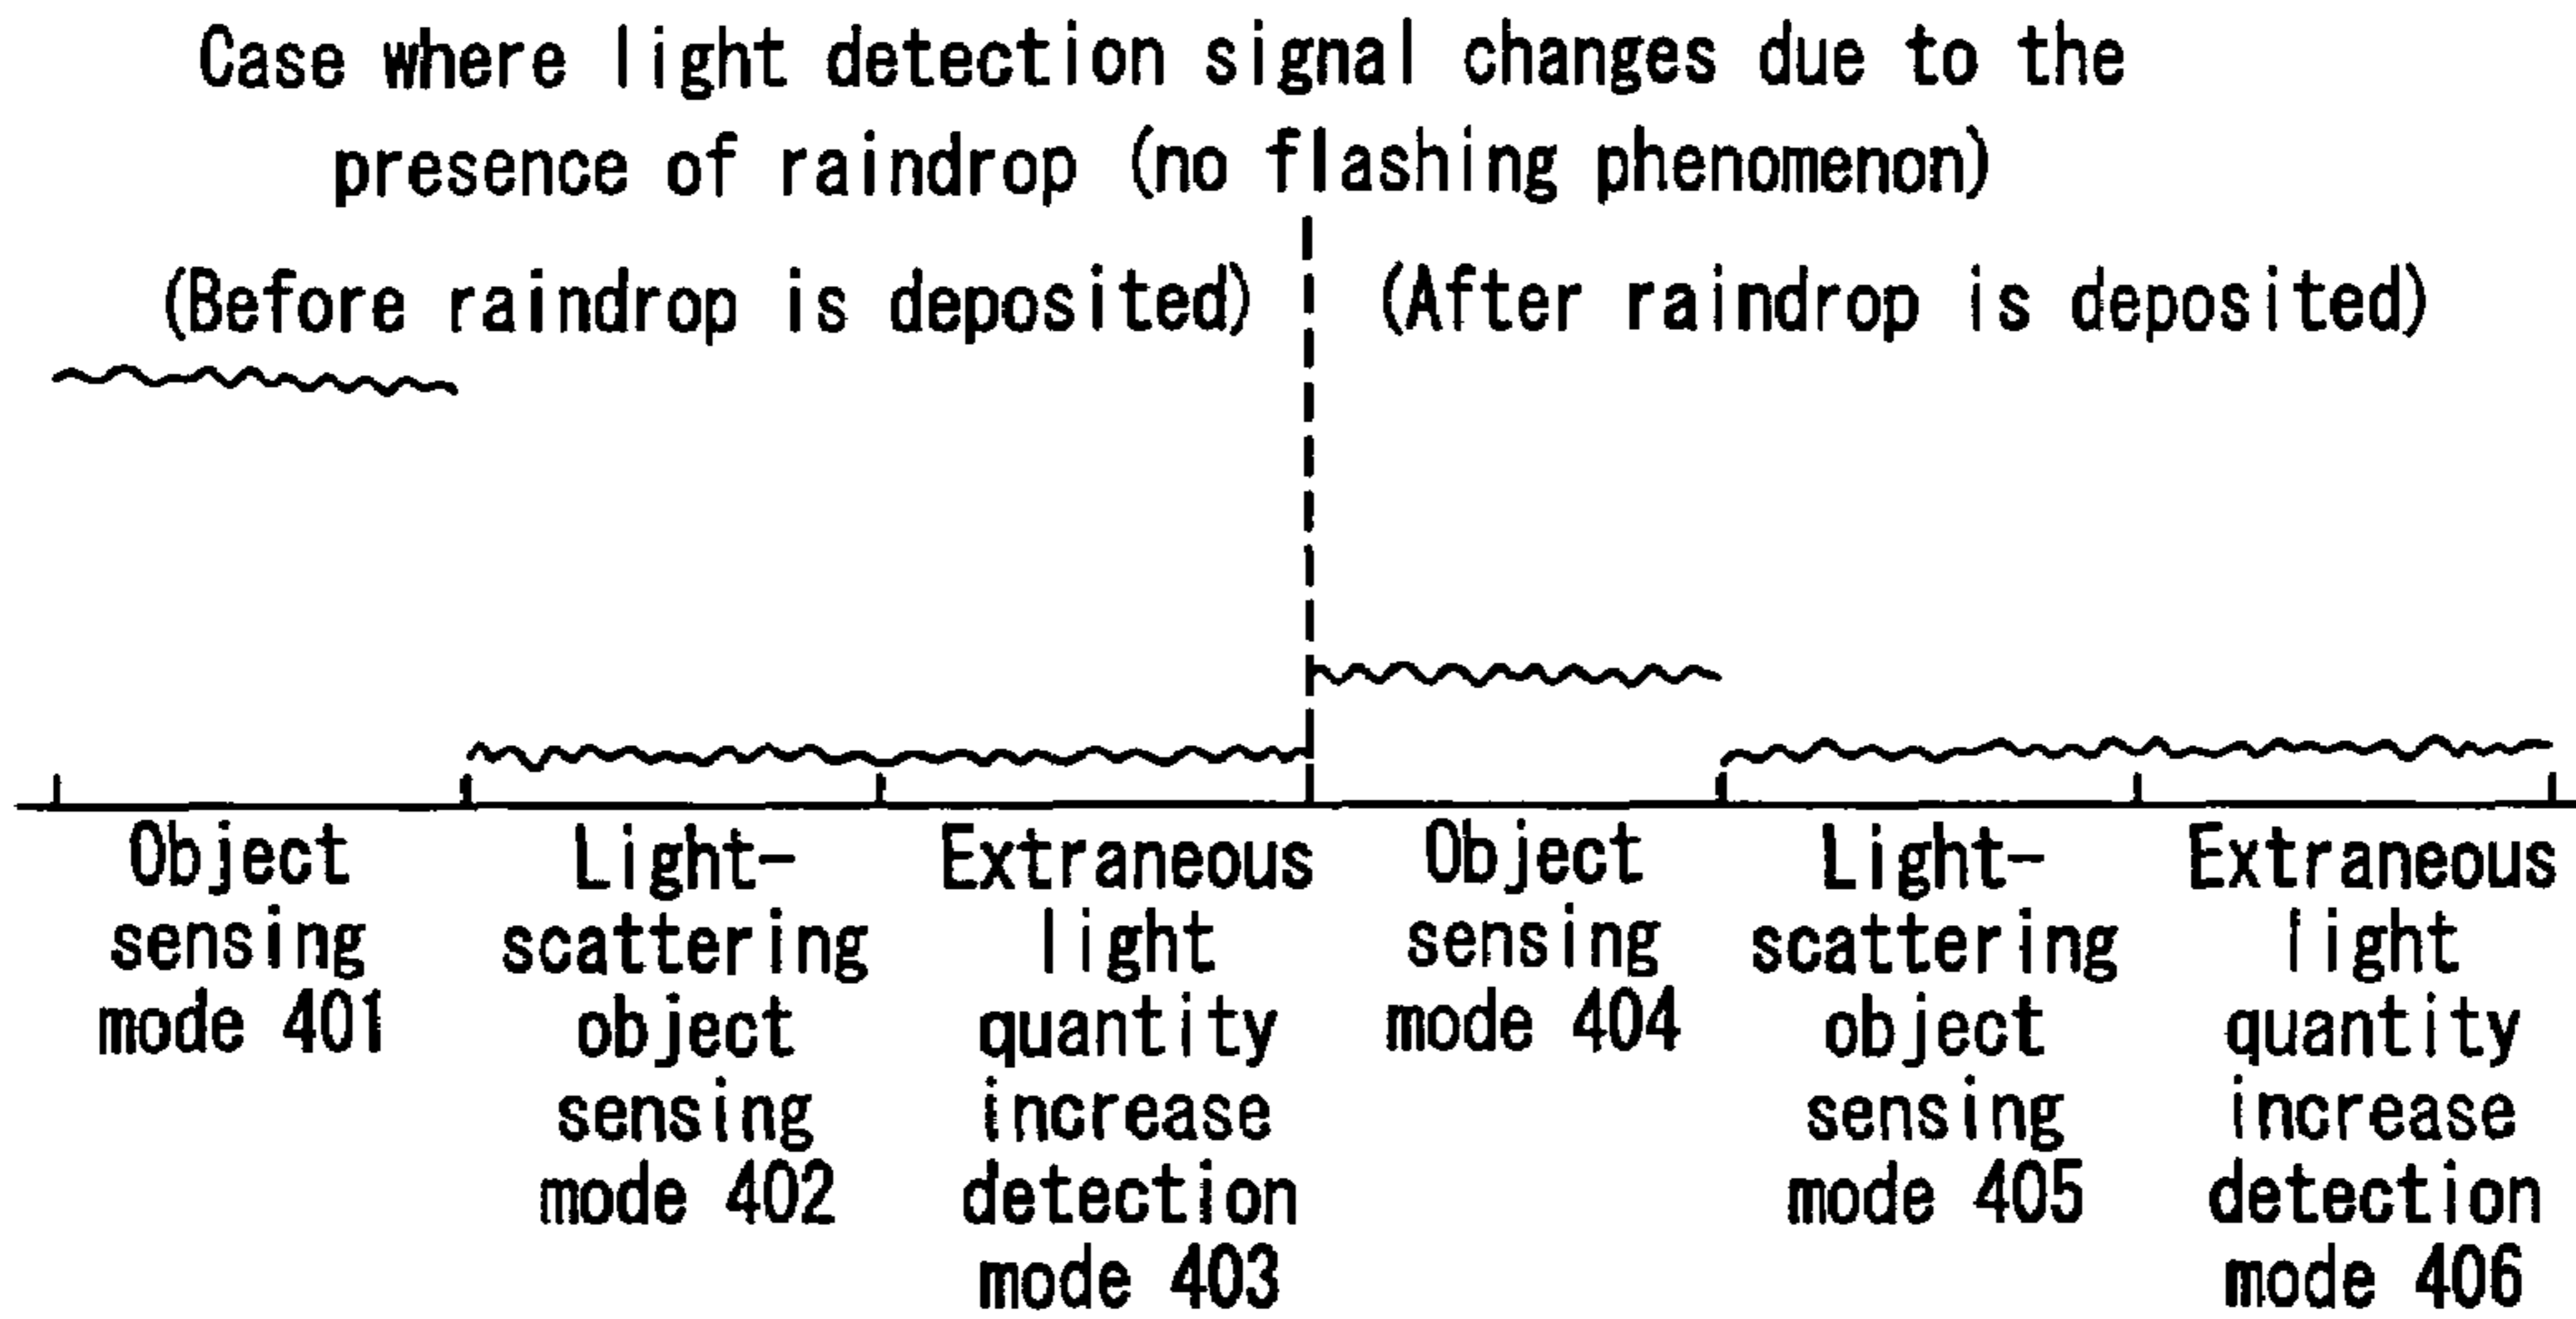 Case where light detection signal changes due to the
presence of raindrop (no flashing phenomenon)
(Before raindrop is deposited)
(After raindrop is deposited)
Object
sensing
mode 401
Light-
scattering
object
sensing
mode 402
Extraneous
light
quantity
increase
detection
mode 403
Object
sensing
mode 404
Light-
scattering
object
sensing
mode 405
Extraneous
light
quantity
increase
detection
mode 406